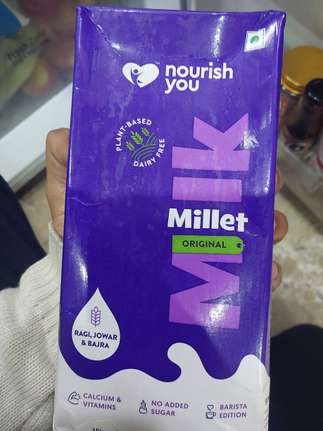 nourish
you
PLANT-BASED
DAIRY FREE
Milk
Millet
ORIGINAL
RAGI, JOWAR
& BAJRA
CALCIUM &
VITAMINS
NO ADDED
SUGAR
BARISTA
EDITION